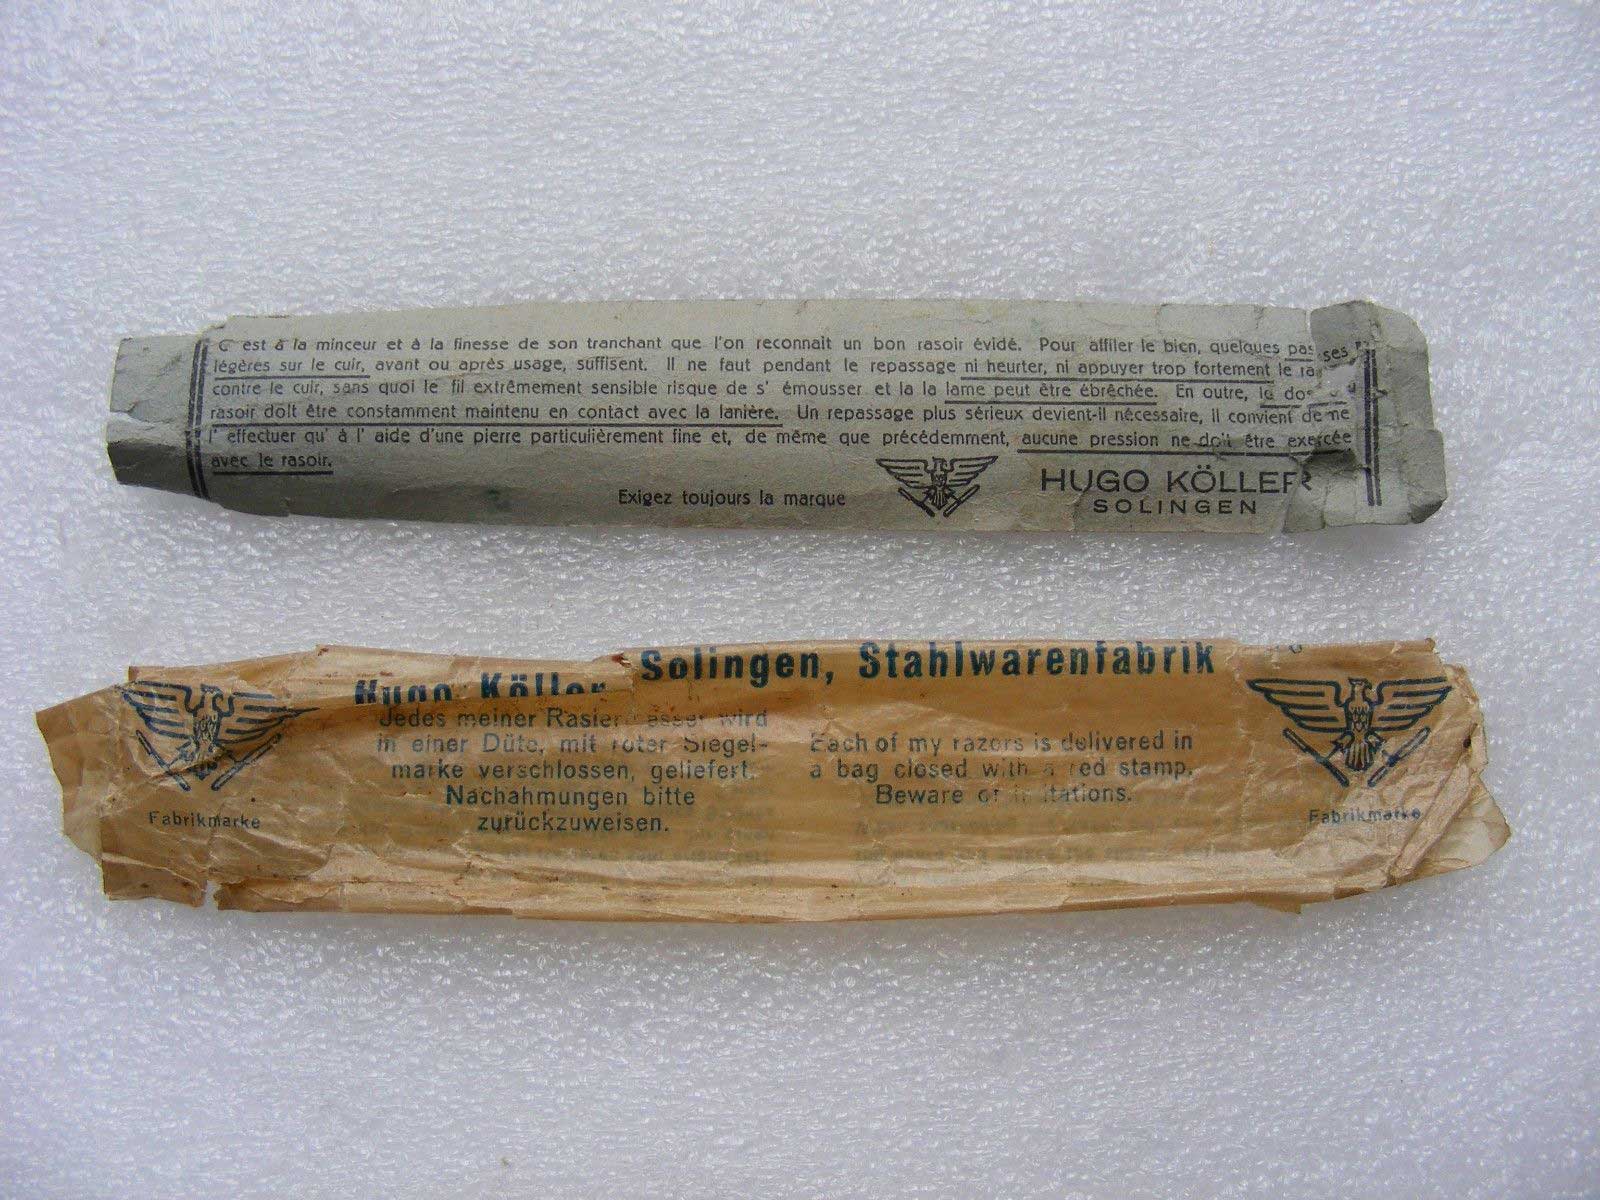 C'est à la minceur et à la finesse de son tranchant que l'on reconnait un bon rasoir évidé. Pour affiler le bien, quelques passes
légères sur le cuir, avant ou après usage, suffisent. Il ne faut pendant le repassage ni heurter, ni appuyer trop fortement le
contre le cuir, sans quoi le fil extrêmement sensible risque de s' émousser et la la lame peut être ébrêchée. En outre, le
rasoir doit être constamment maintenu en contact avec la lanière. Un repassage plus sérieux devient-il nécessaire, il convient de ne
l' effectuer qu' à l' aide d'une pierre particulièrement fine et, de même que précédemment, aucune pression ne doit être exercée
avec le rasoir.
Exigez toujours la marque
HUGO KÖLLER
SOLINGEN
Hugo Köller Solingen, Stahlwarenfabrik
Jedes meiner wird
in einer Düte, mit roter Siegel-
marke verschlossen, geliefert.
Nachahmungen bitte
zurückzuweisen.
Each of my razors is delivered in
a bag closed with a red stamp.
Beware of imitations.
Fabrikmarke
Fabrikmarke